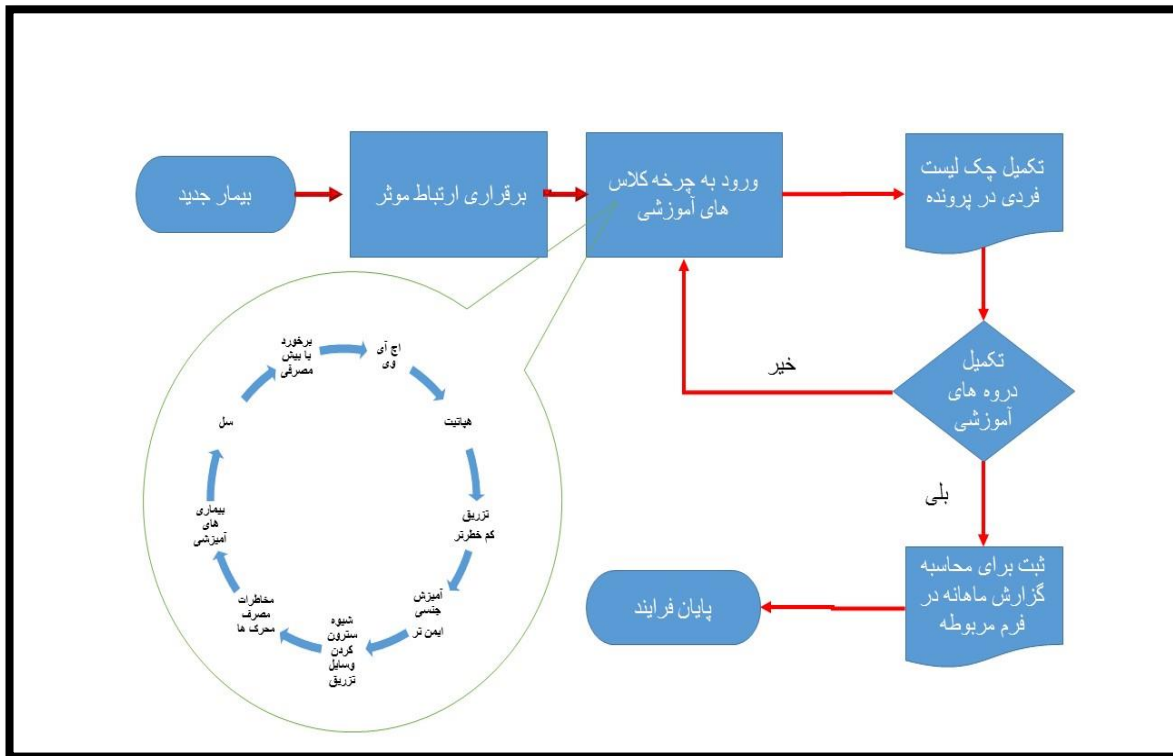 بیمار جدید
برقراری ارتباط موثر
ورود به چرخه کلاس
های آموزشی
تکمیل چک لیست
فردی در پرونده
تکمیل
دروه های
آموزشی
خیر
بلی
ثبت برای محاسبه
گزارش ماهانه در
فرم مربوطه
پایان فرایند
اچ آی
وی
هپاتیت
تزریق
کم خطرتر
آمیزش
جنسی
ایمن تر
شیوه
سترون
کردن
وسایل
تزریق
مخاطرات
مصرف
محرک ها
بیماری
های
آمیزشی
سل
برخورد
با بیش
مصرفی